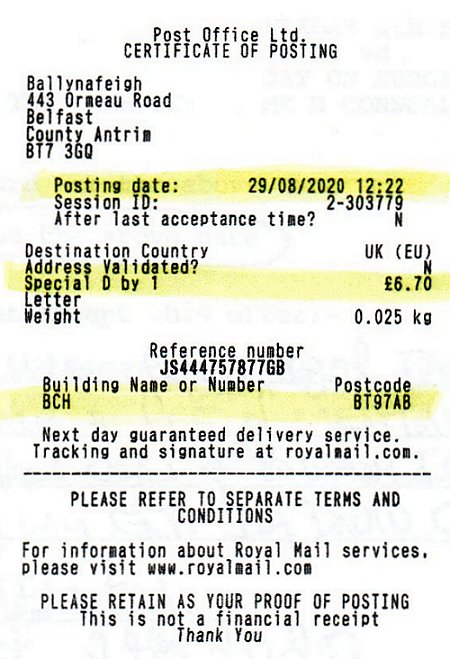 Post Office Ltd.
CERTIFICATE OF POSTING
Ballynafeigh
443 Ormeau Road
Belfast
County Antrim
BT7 3GQ
Posting date: 29/08/2020 12:22
Session ID: 2-303779
After last acceptance time? N
Destination Country UK (EU)
Address Validated? N
Special D by 1 £6.70
Letter
Weight 0.025 kg
Reference number
JS444757877GB
Building Name or Number Postcode
BCH BT97AB
Next day guaranteed delivery service.
Tracking and signature at royalmail.com.
PLEASE REFER TO SEPARATE TERMS AND
CONDITIONS
For information about Royal Mail services,
please visit www.royalmail.com
PLEASE RETAIN AS YOUR PROOF OF POSTING
This is not a financial receipt
Thank You